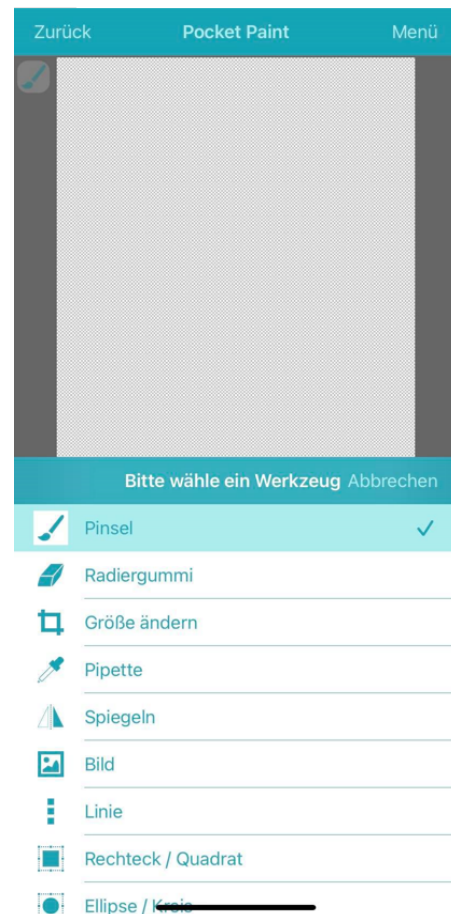 Zurück Pocket Paint Menü
Bitte wähle ein Werkzeug Abbrechen
Pinsel
Radiergummi
Größe ändern
Pipette
Spiegeln
Bild
Linie
Rechteck / Quadrat
Ellipse / Kreis